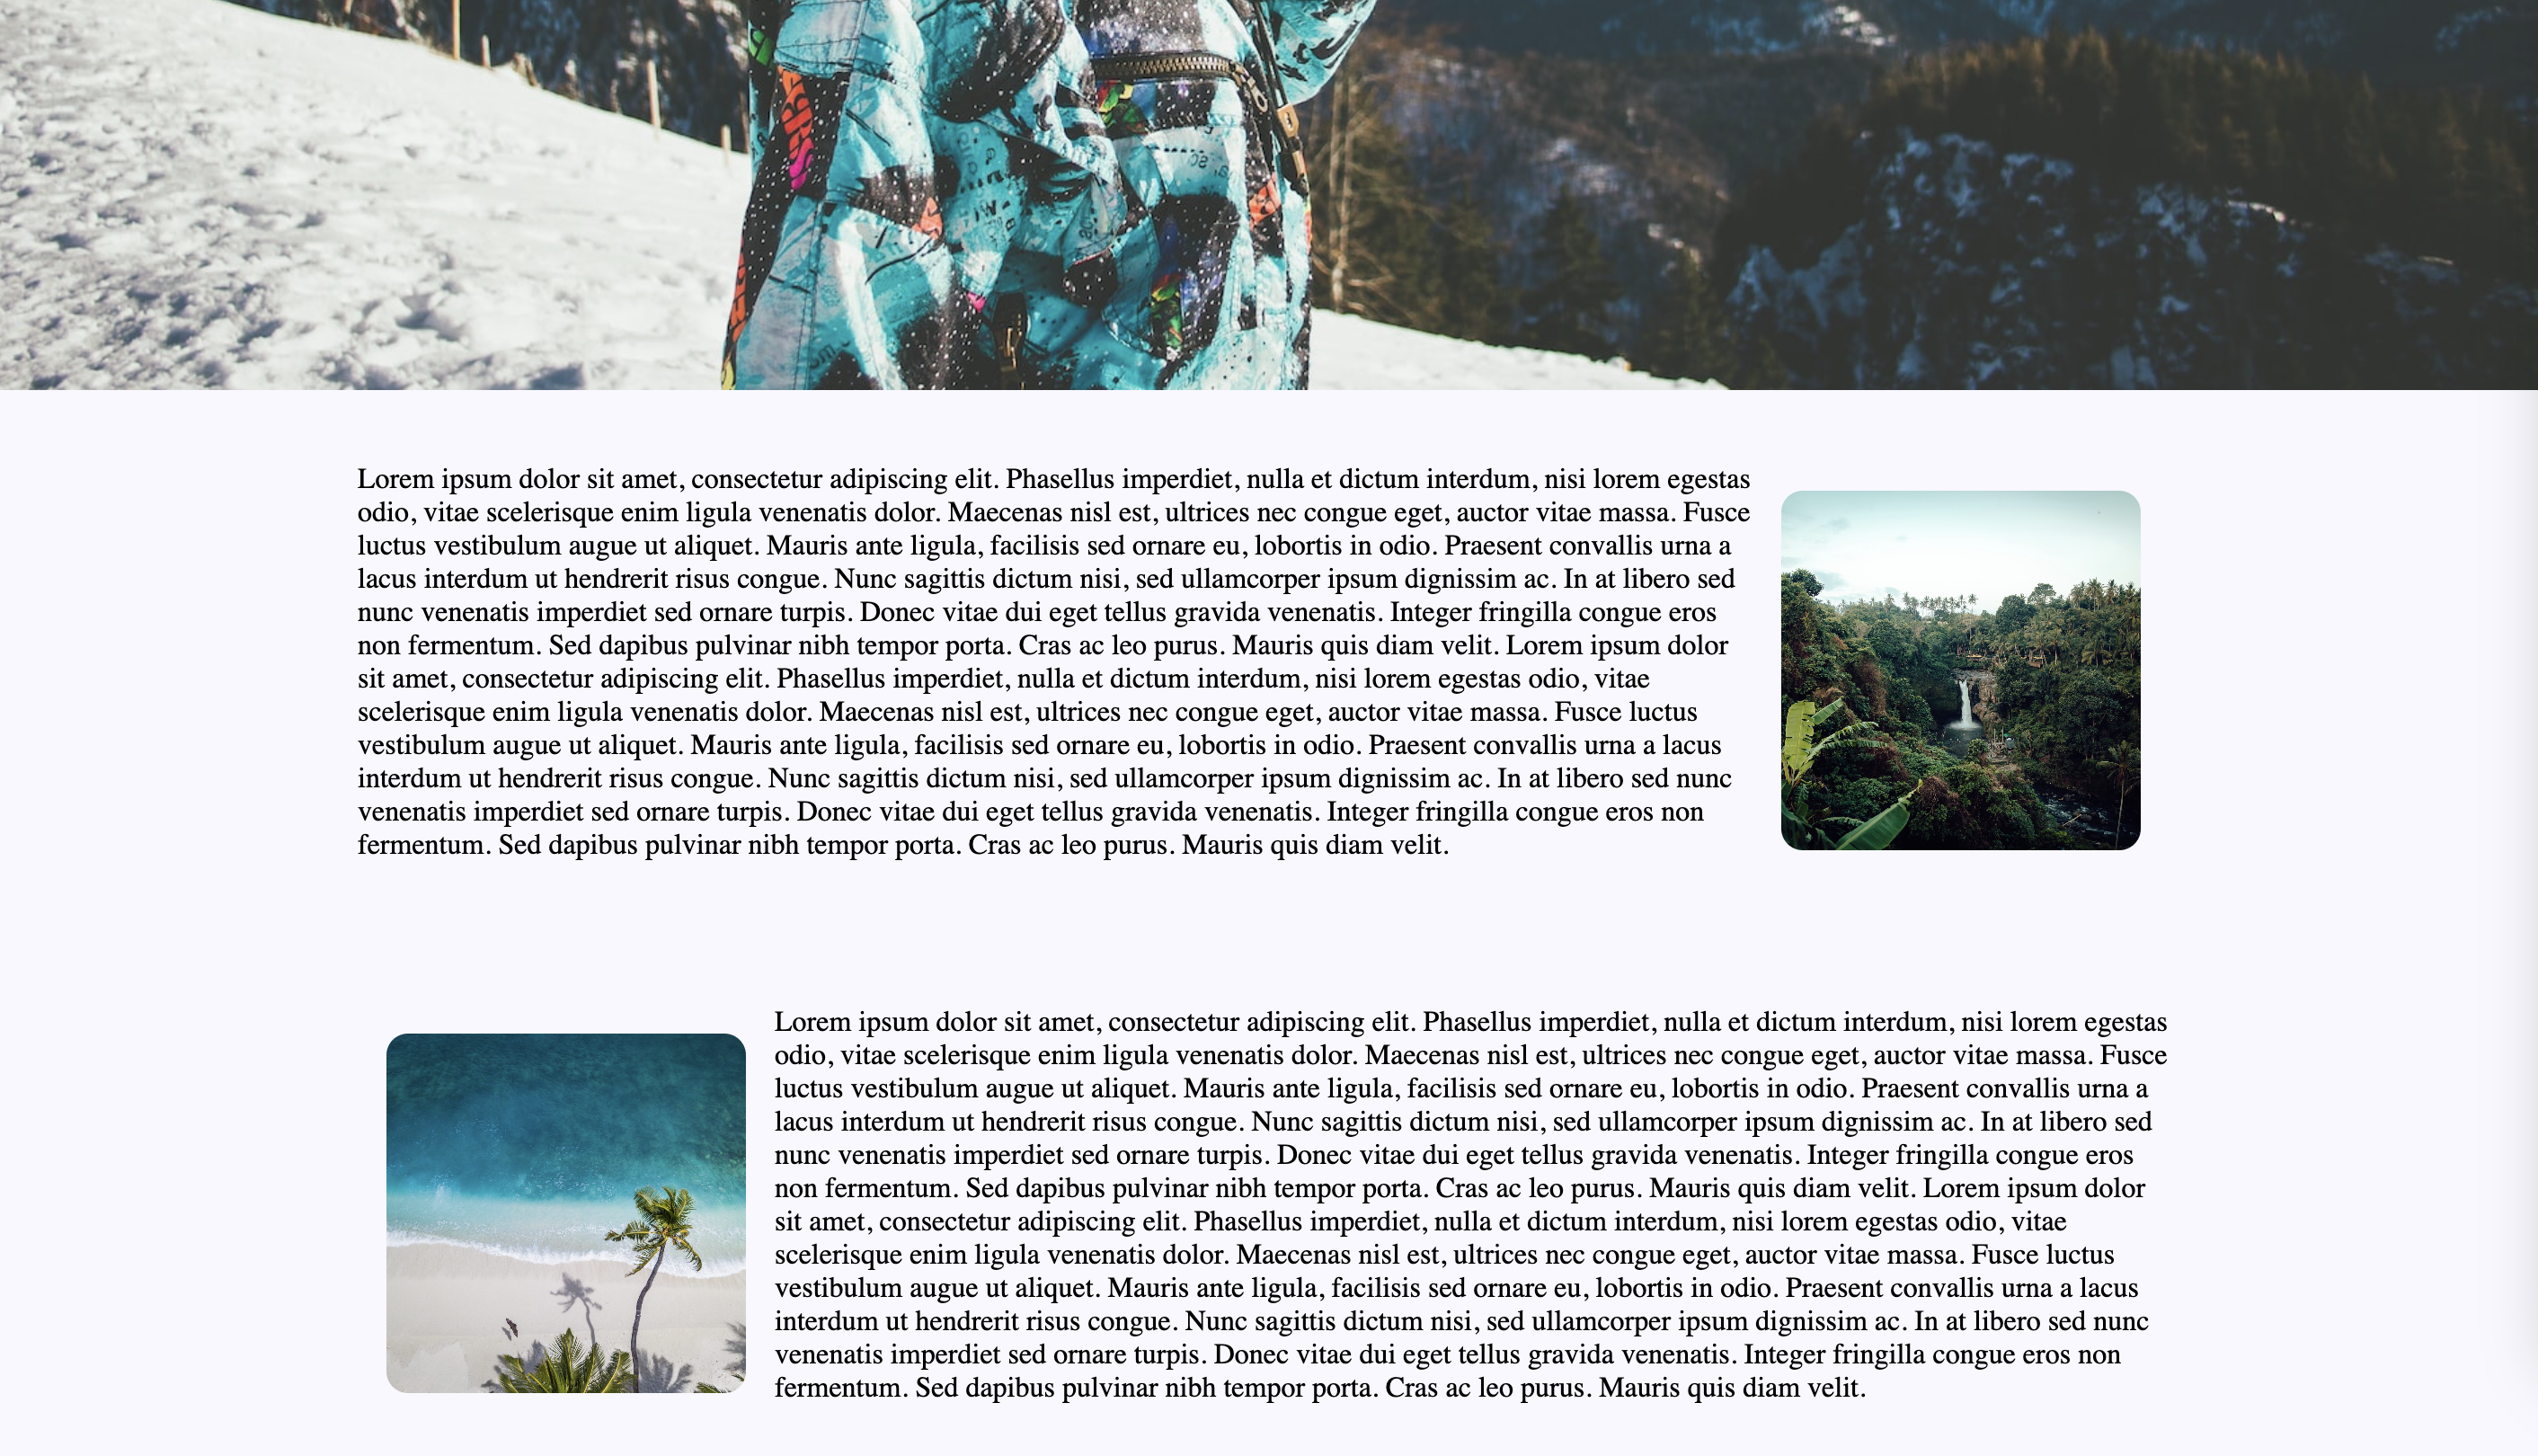 Lorem ipsum dolor sit amet, consectetur adipiscing elit. Phasellus imperdiet, nulla et dictum interdum, nisi lorem egestas
odio, vitae scelerisque enim ligula venenatis dolor. Maecenas nisl est, ultrices nec congue eget, auctor vitae massa. Fusce
luctus vestibulum augue ut aliquet. Mauris ante ligula, facilisis sed ornare eu, lobortis in odio. Praesent convallis urna a
lacus interdum ut hendrerit risus congue. Nunc sagittis dictum nisi, sed ullamcorper ipsum dignissim ac. In at libero sed
nunc venenatis imperdiet sed ornare turpis. Donec vitae dui eget tellus gravida venenatis. Integer fringilla congue eros
non fermentum. Sed dapibus pulvinar nibh tempor porta. Cras ac leo purus. Mauris quis diam velit. Lorem ipsum dolor
sit amet, consectetur adipiscing elit. Phasellus imperdiet, nulla et dictum interdum, nisi lorem egestas odio, vitae
scelerisque enim ligula venenatis dolor. Maecenas nisl est, ultrices nec congue eget, auctor vitae massa. Fusce luctus
vestibulum augue ut aliquet. Mauris ante ligula, facilisis sed ornare eu, lobortis in odio. Praesent convallis urna a lacus
interdum ut hendrerit risus congue. Nunc sagittis dictum nisi, sed ullamcorper ipsum dignissim ac. In at libero sed nunc
venenatis imperdiet sed ornare turpis. Donec vitae dui eget tellus gravida venenatis. Integer fringilla congue eros non
fermentum. Sed dapibus pulvinar nibh tempor porta. Cras ac leo purus. Mauris quis diam velit.
Lorem ipsum dolor sit amet, consectetur adipiscing elit. Phasellus imperdiet, nulla et dictum interdum, nisi lorem egestas
odio, vitae scelerisque enim ligula venenatis dolor. Maecenas nisl est, ultrices nec congue eget, auctor vitae massa. Fusce
luctus vestibulum augue ut aliquet. Mauris ante ligula, facilisis sed ornare eu, lobortis in odio. Praesent convallis urna a
lacus interdum ut hendrerit risus congue. Nunc sagittis dictum nisi, sed ullamcorper ipsum dignissim ac. In at libero sed
nunc venenatis imperdiet sed ornare turpis. Donec vitae dui eget tellus gravida venenatis. Integer fringilla congue eros
non fermentum. Sed dapibus pulvinar nibh tempor porta. Cras ac leo purus. Mauris quis diam velit. Lorem ipsum dolor
sit amet, consectetur adipiscing elit. Phasellus imperdiet, nulla et dictum interdum, nisi lorem egestas odio, vitae
scelerisque enim ligula venenatis dolor. Maecenas nisl est, ultrices nec congue eget, auctor vitae massa. Fusce luctus
vestibulum augue ut aliquet. Mauris ante ligula, facilisis sed ornare eu, lobortis in odio. Praesent convallis urna a lacus
interdum ut hendrerit risus congue. Nunc sagittis dictum nisi, sed ullamcorper ipsum dignissim ac. In at libero sed nunc
venenatis imperdiet sed ornare turpis. Donec vitae dui eget tellus gravida venenatis. Integer fringilla congue eros non
fermentum. Sed dapibus pulvinar nibh tempor porta. Cras ac leo purus. Mauris quis diam velit.